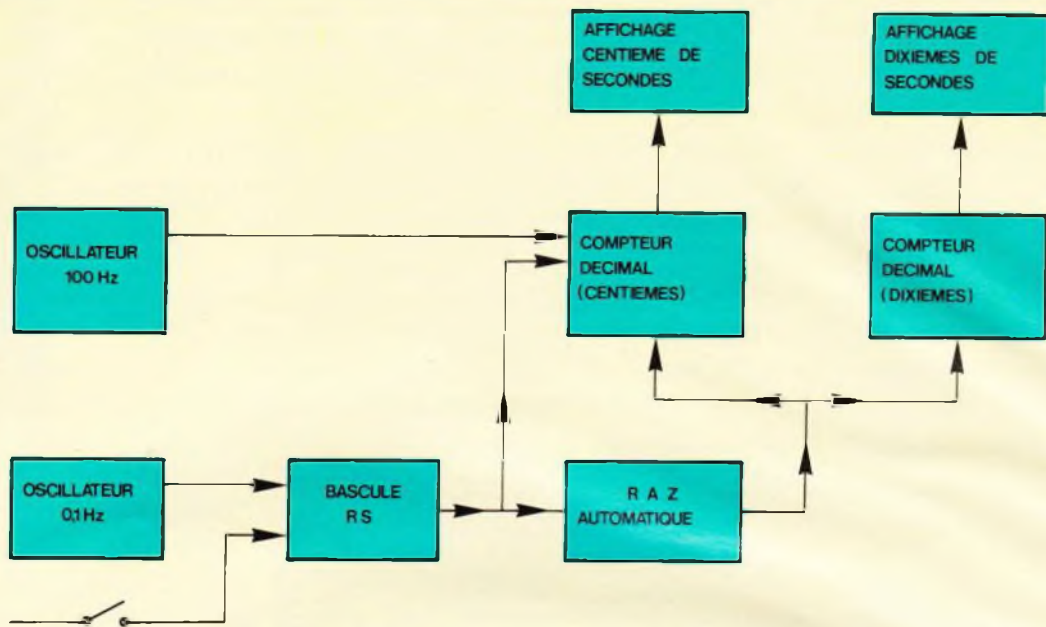 AFFICHAGE
CENTIEME DE
SECONDES
AFFICHAGE
DIXIEMES DE
SECONDES
OSCILLATEUR
100 Hz
COMPTEUR
DECIMAL
(CENTIEMES)
COMPTEUR
DECIMAL
(DIXIEMES)
OSCILLATEUR
0,1 Hz
BASCULE
RS
R A Z
AUTOMATIQUE